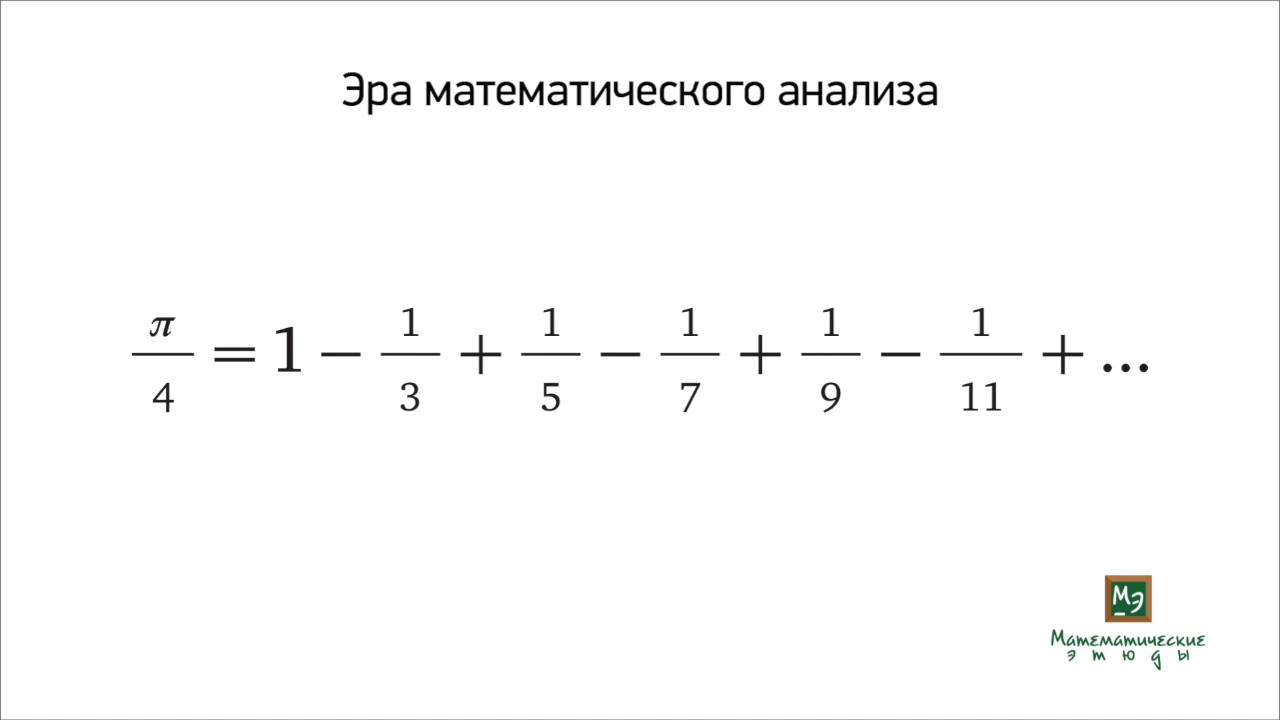 Эра математического анализа
π/4 = 1 − 1/3 + 1/5 − 1/7 + 1/9 − 1/11 + ...
МЭ
Математические
этюды